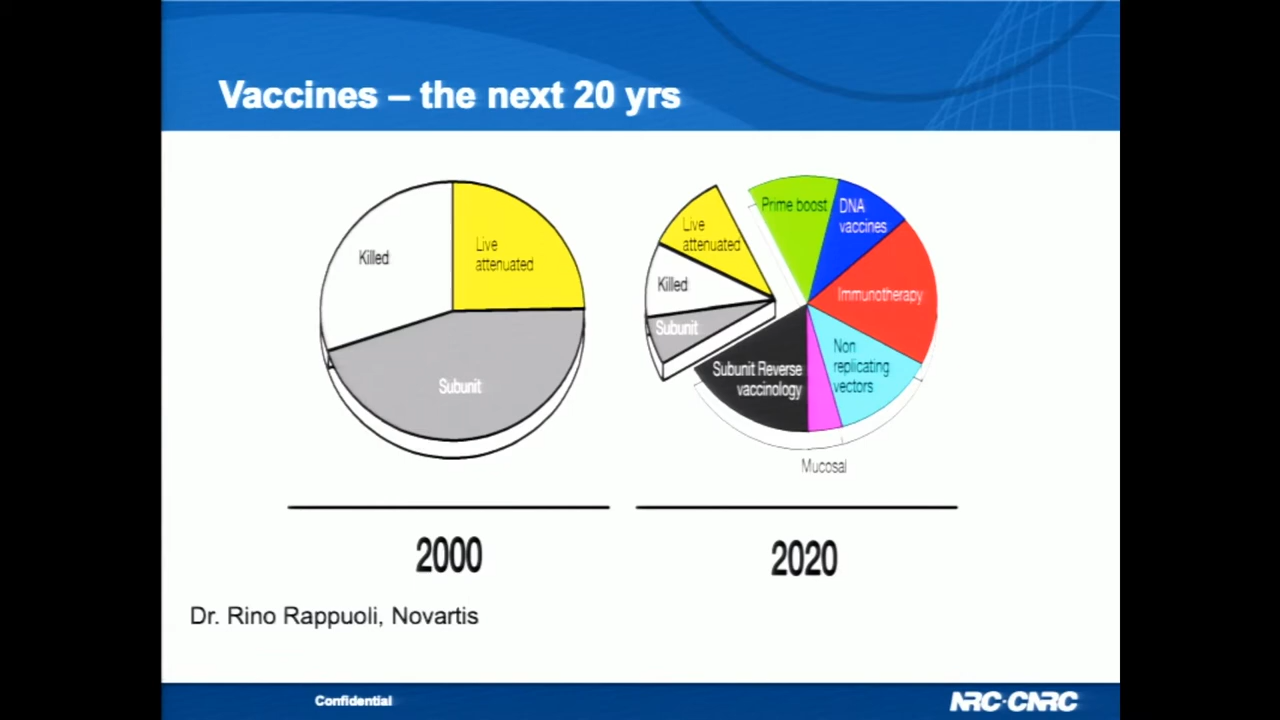 Vaccines – the next 20 yrs
Killed
Live
attenuated
Subunit
Live
attenuated
Killed
Subunit
Prime boost
DNA
vaccines
Immunotherapy
Non
replicating
vectors
Subunit Reverse
vaccinology
Mucosal
2000
2020
Dr. Rino Rappuoli, Novartis
Confidential
NRC·CNRC